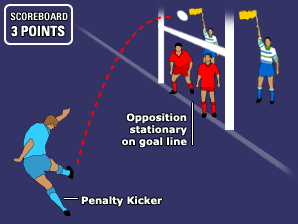 SCOREBOARD
3 POINTS
Opposition
stationary
on goal line
Penalty Kicker